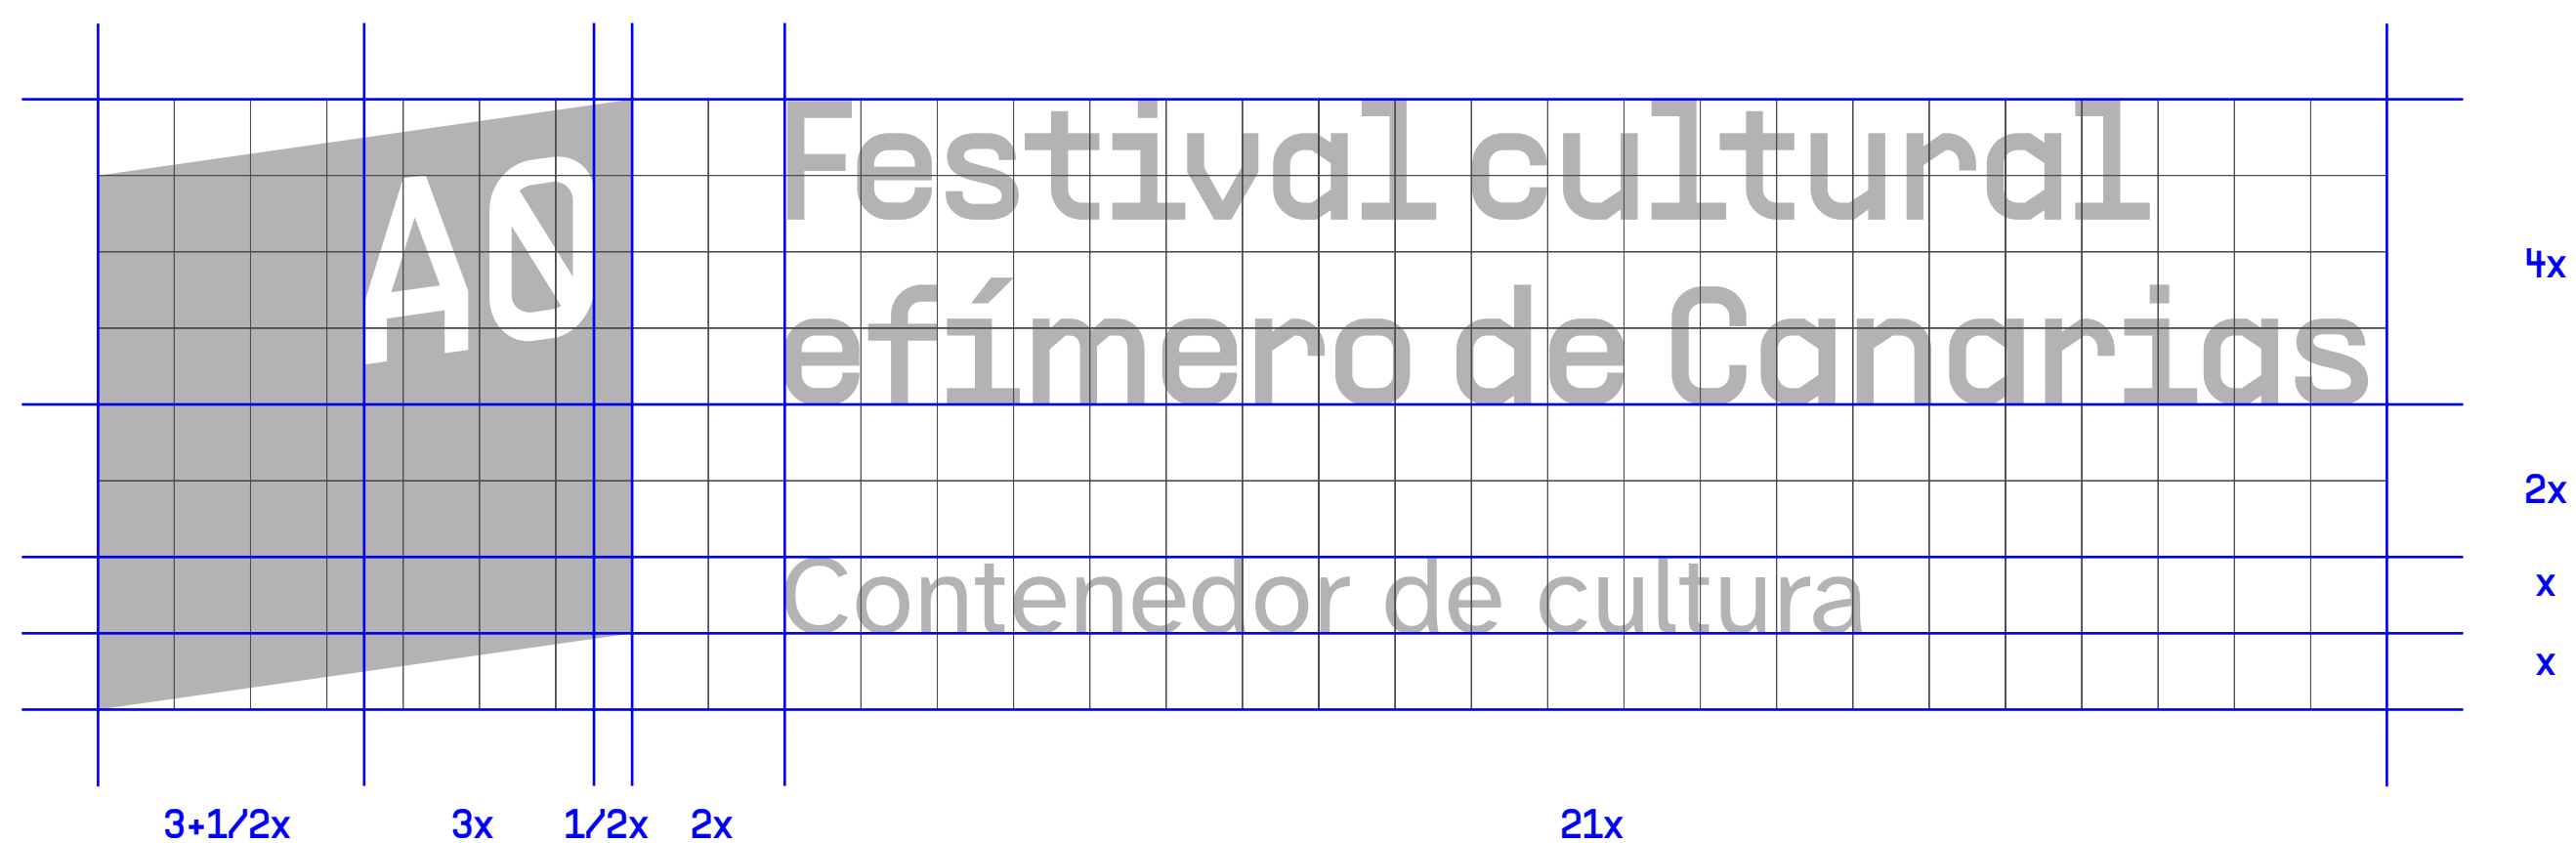 A0
Festival cultural
efímero de Canarias
Contenedor de cultura
4x
2x
x
x
3+1/2x 3x 1/2x 2x 21x